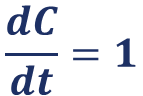 dC/dt = 1